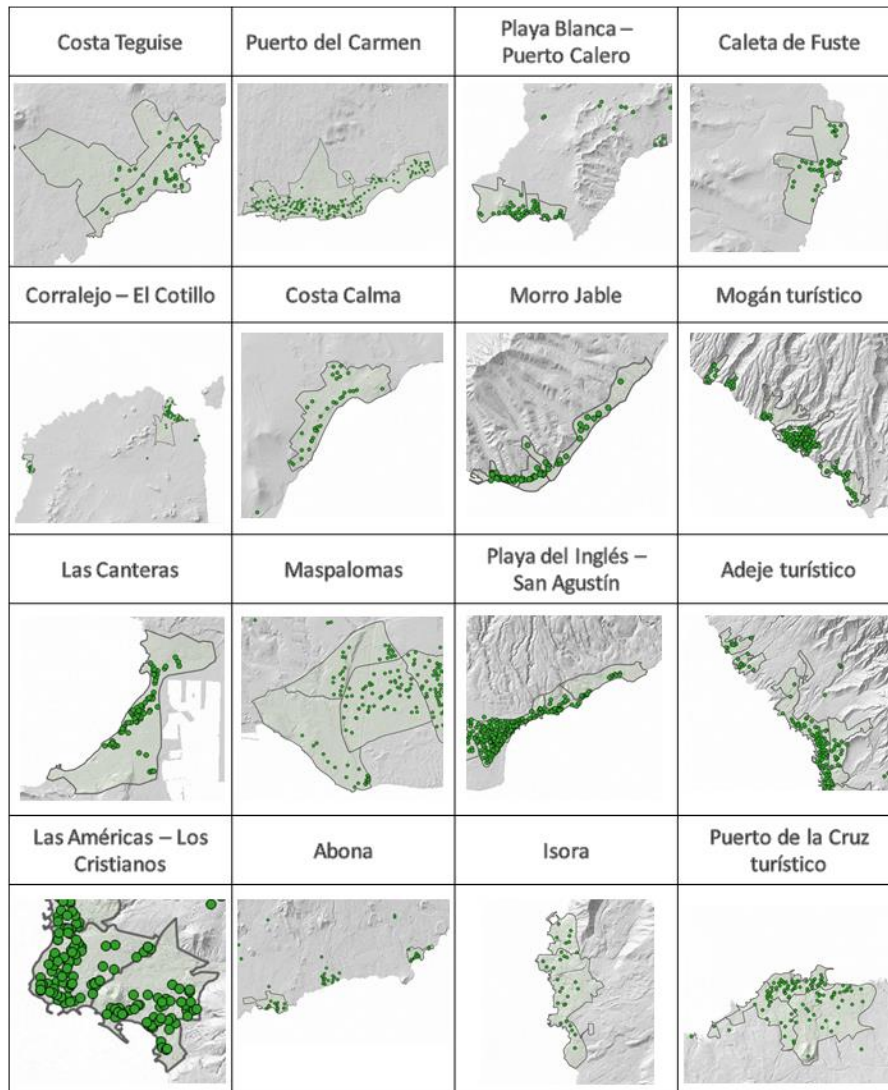 Costa Teguise
Puerto del Carmen
Playa Blanca –
Puerto Calero
Caleta de Fuste
Corralejo – El Cotillo
Costa Calma
Morro Jable
Mogán turístico
Las Canteras
Maspalomas
Playa del Inglés –
San Agustín
Adeje turístico
Las Américas – Los
Cristianos
Abona
Isora
Puerto de la Cruz
turístico